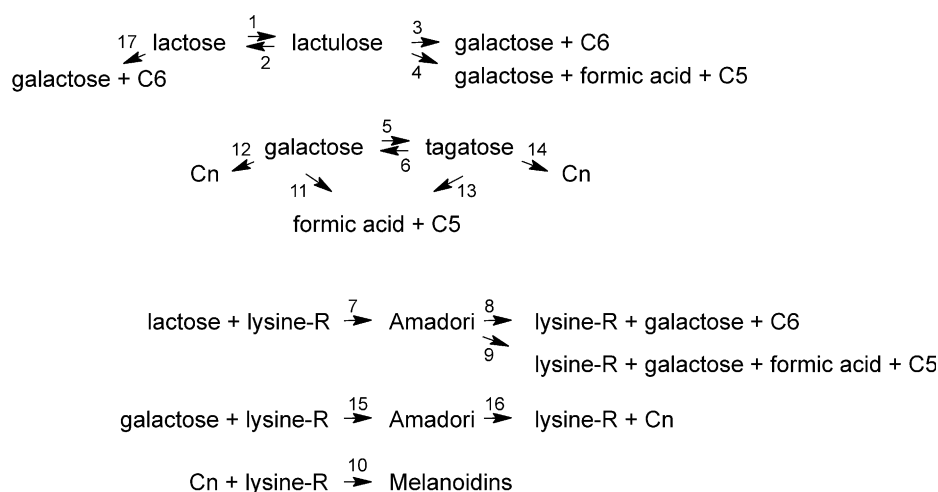 17 lactose 1 2 lactulose 3 galactose + C6
galactose + C6 4 galactose + formic acid + C5
12 galactose 5 6 tagatose 14
Cn 11 13 Cn
formic acid + C5
lactose + lysine-R 7 Amadori 8 lysine-R + galactose + C6
9 lysine-R + galactose + formic acid + C5
galactose + lysine-R 15 Amadori 16 lysine-R + Cn
Cn + lysine-R 10 Melanoidins